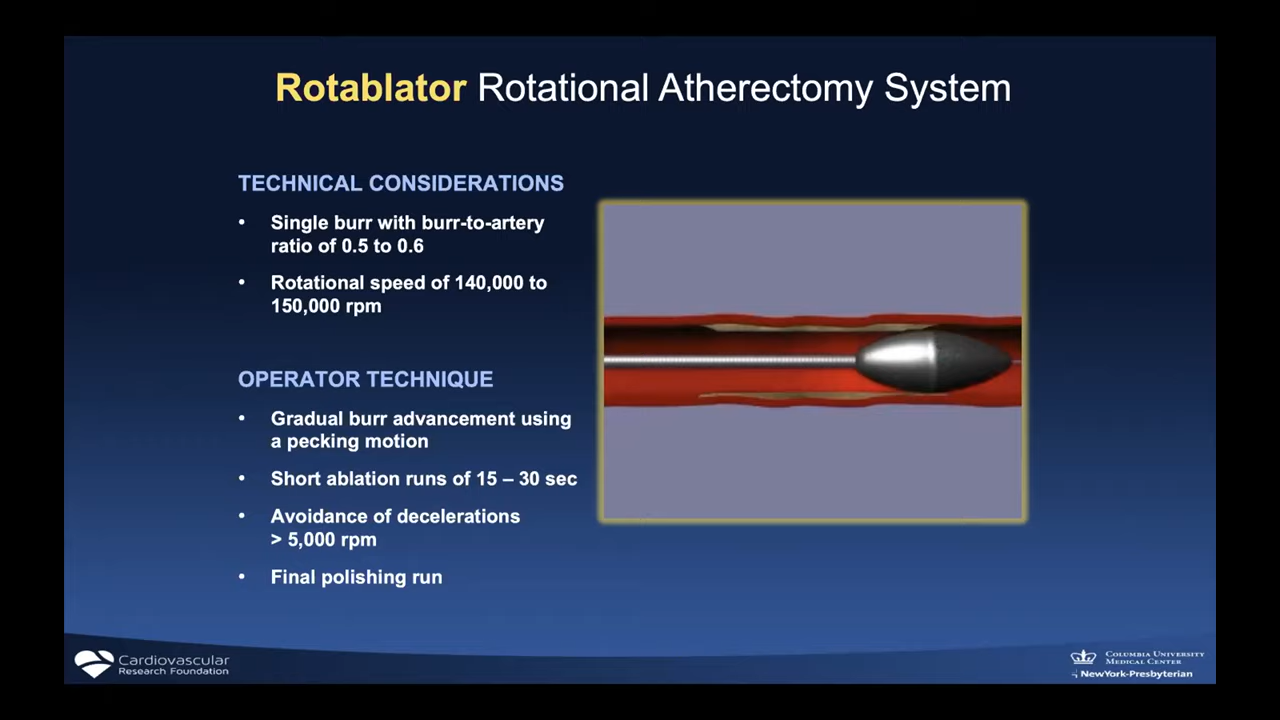 Rotablator Rotational Atherectomy System
TECHNICAL CONSIDERATIONS
• Single burr with burr-to-artery
ratio of 0.5 to 0.6
• Rotational speed of 140,000 to
150,000 rpm
OPERATOR TECHNIQUE
• Gradual burr advancement using
a pecking motion
• Short ablation runs of 15 – 30 sec
• Avoidance of decelerations
> 5,000 rpm
• Final polishing run
Cardiovascular
Research Foundation
COLUMBIA UNIVERSITY
MEDICAL CENTER
NewYork-Presbyterian